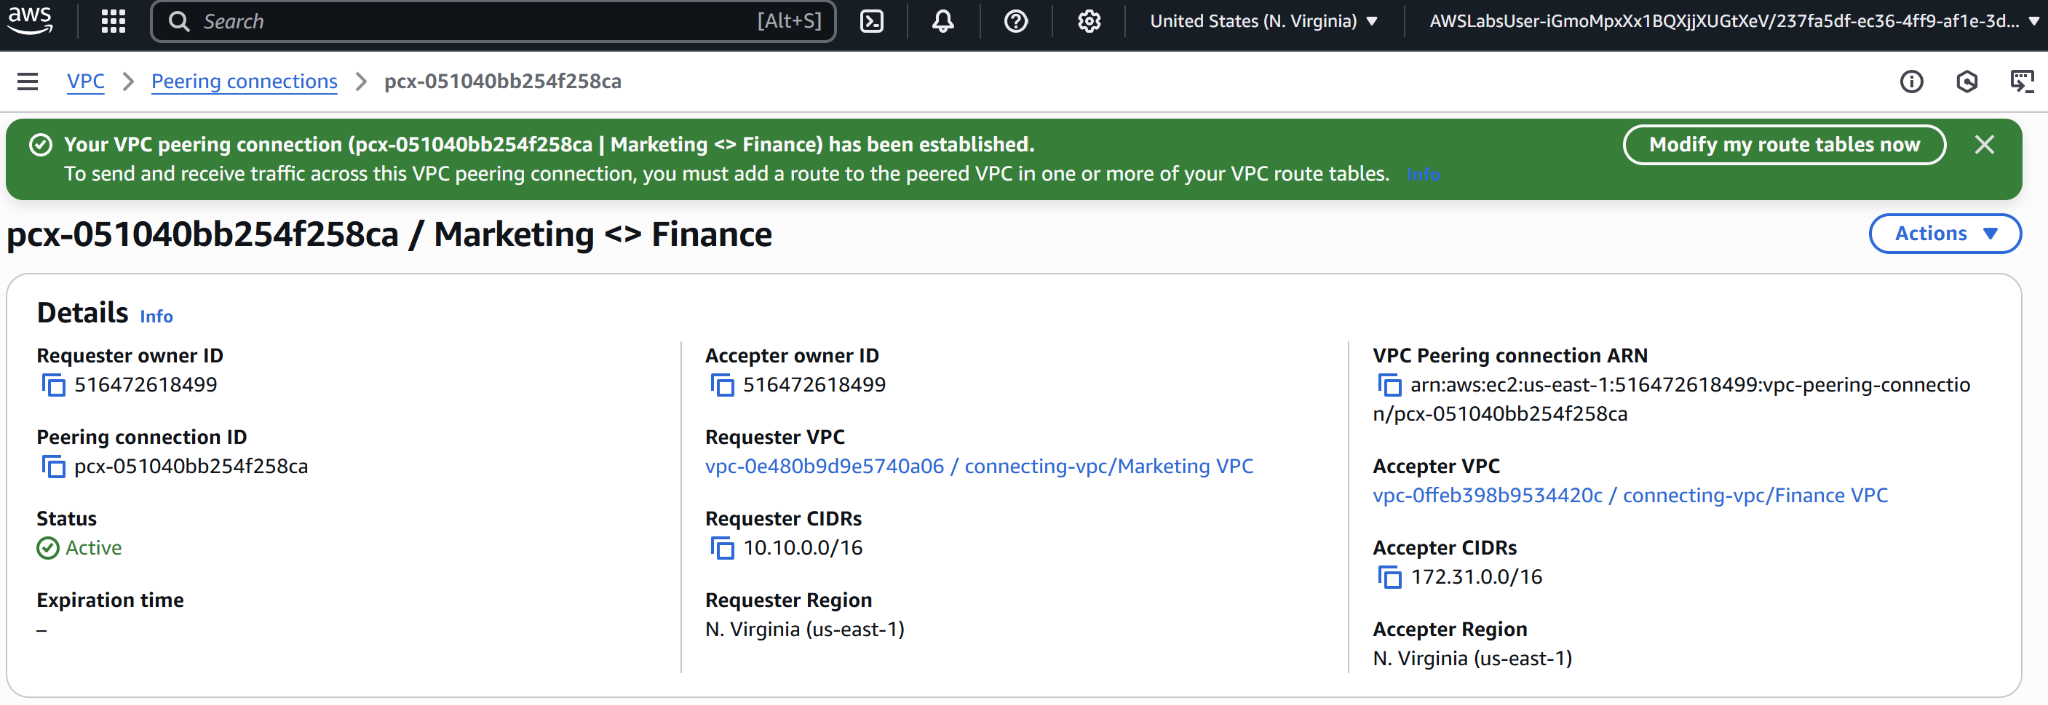 aws
Search
[Alt+S]
United States (N. Virginia)
AWSLabsUser-iGmoMpxXx1BQXjjXUGtXeV/237fa5df-ec36-4ff9-af1e-3d...
VPC
Peering connections
pcx-051040bb254f258ca
Your VPC peering connection (pcx-051040bb254f258ca | Marketing <> Finance) has been established.
To send and receive traffic across this VPC peering connection, you must add a route to the peered VPC in one or more of your VPC route tables. Info
Modify my route tables now
pcx-051040bb254f258ca / Marketing <> Finance
Actions
Details Info
Requester owner ID
516472618499
Peering connection ID
pcx-051040bb254f258ca
Status
Active
Expiration time
–
Accepter owner ID
516472618499
Requester VPC
vpc-0e480b9d9e5740a06 / connecting-vpc/Marketing VPC
Requester CIDRs
10.10.0.0/16
Requester Region
N. Virginia (us-east-1)
VPC Peering connection ARN
arn:aws:ec2:us-east-1:516472618499:vpc-peering-connectio
n/pcx-051040bb254f258ca
Accepter VPC
vpc-0ffeb398b9534420c / connecting-vpc/Finance VPC
Accepter CIDRs
172.31.0.0/16
Accepter Region
N. Virginia (us-east-1)